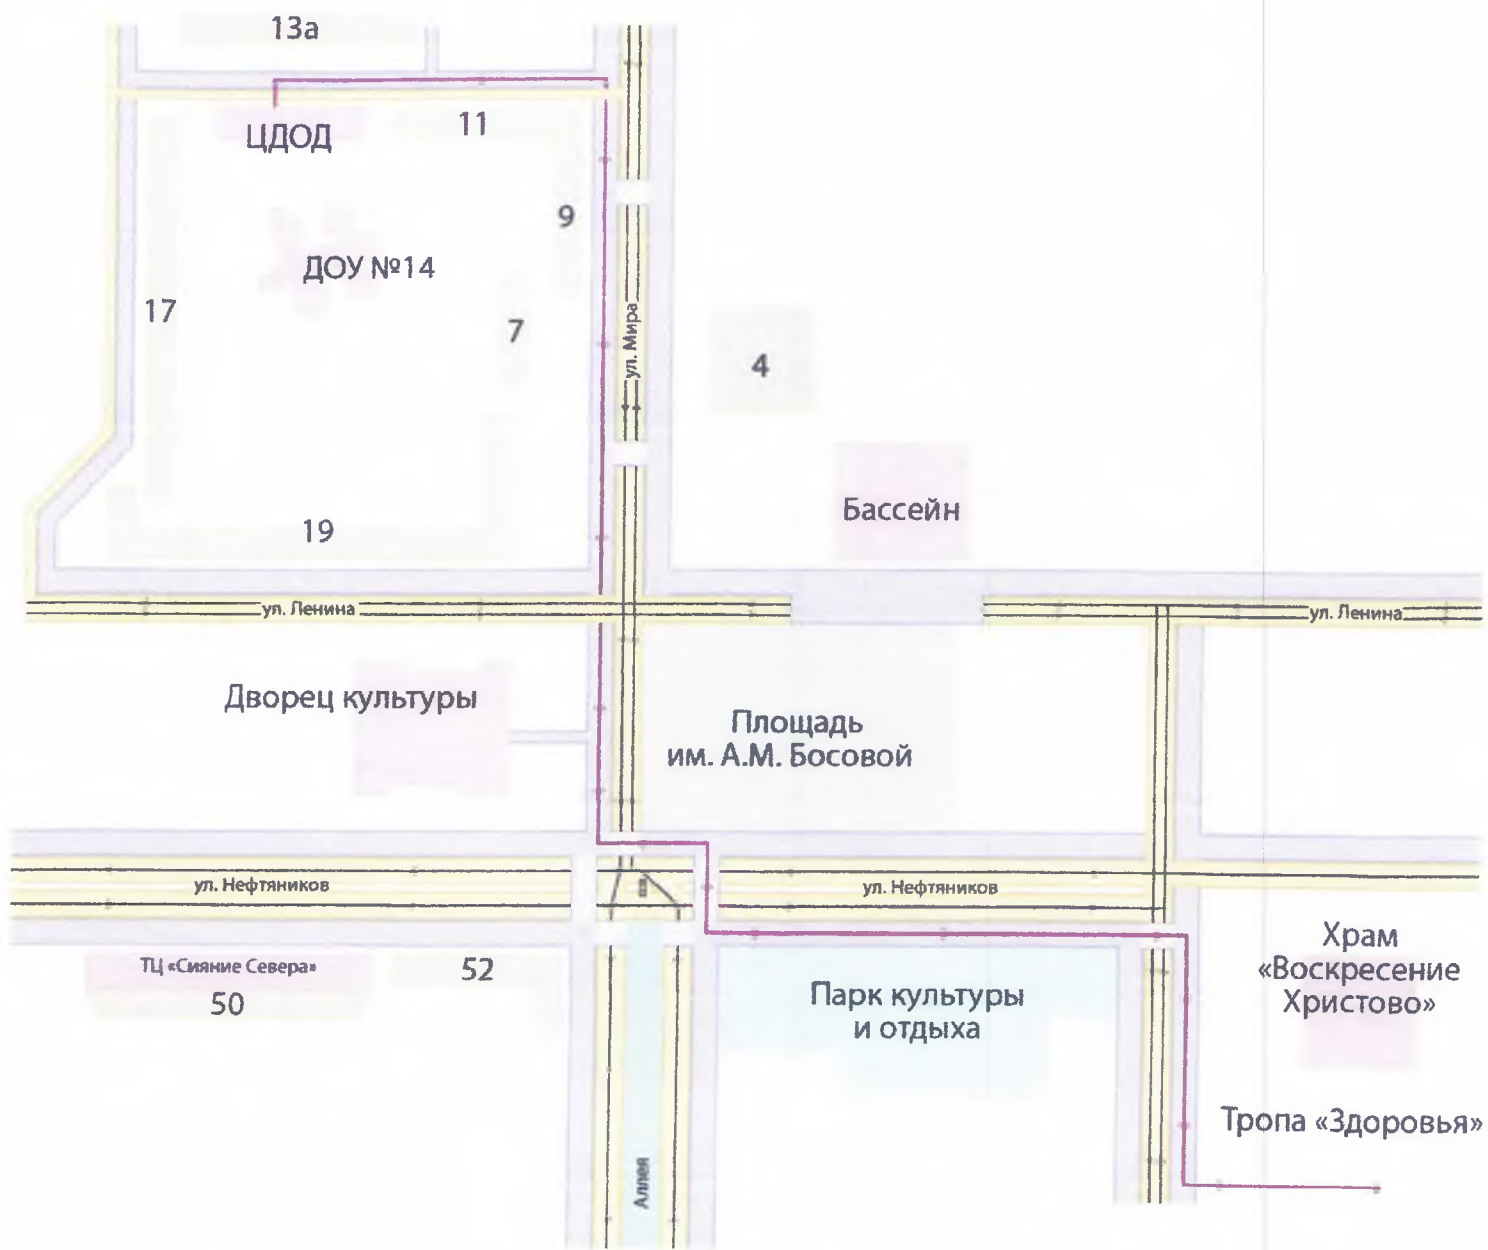 13а
ЦДОД
11
9
ДОУ №14
17
7
ул. Мира
4
Бассейн
19
ул. Ленина
ул. Ленина
Дворец культуры
Площадь
им. А.М. Босовой
ул. Нефтяников
ул. Нефтяников
ТЦ «Сияние Севера»
50
52
Парк культуры
и отдыха
Храм
«Воскресение
Христово»
Тропа «Здоровья»
Аллея